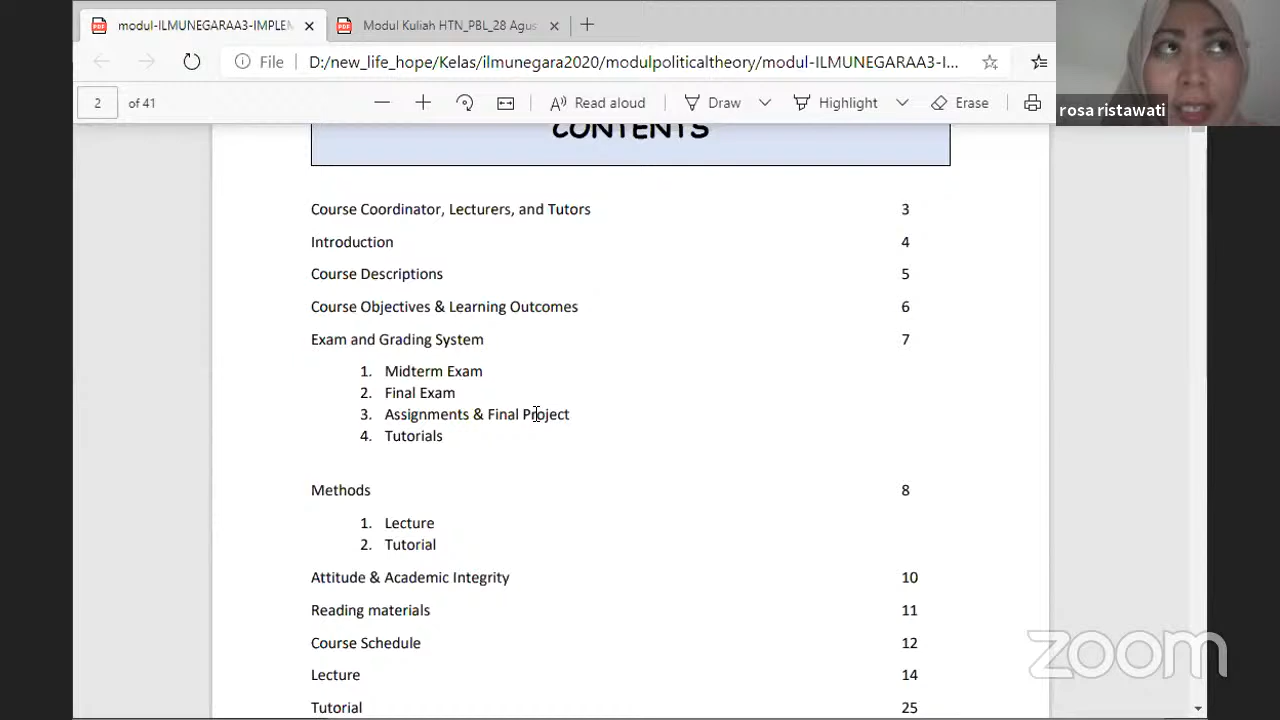 modul-ILMUNEGARAA3-IMPLEM
Modul Kuliah HTN_PBL_28 Agus
File
D:/new_life_hope/Kelas/ilmunegara2020/modulpoliticaltheory/modul-ILMUNEGARAA3-I...
2 of 41
Read aloud
Draw
Highlight
Erase
rosa ristawati
CONTENTS
Course Coordinator, Lecturers, and Tutors 3
Introduction 4
Course Descriptions 5
Course Objectives & Learning Outcomes 6
Exam and Grading System 7
1. Midterm Exam
2. Final Exam
3. Assignments & Final Project
4. Tutorials
Methods 8
1. Lecture
2. Tutorial
Attitude & Academic Integrity 10
Reading materials 11
Course Schedule 12
Lecture 14
Tutorial 25
zoom